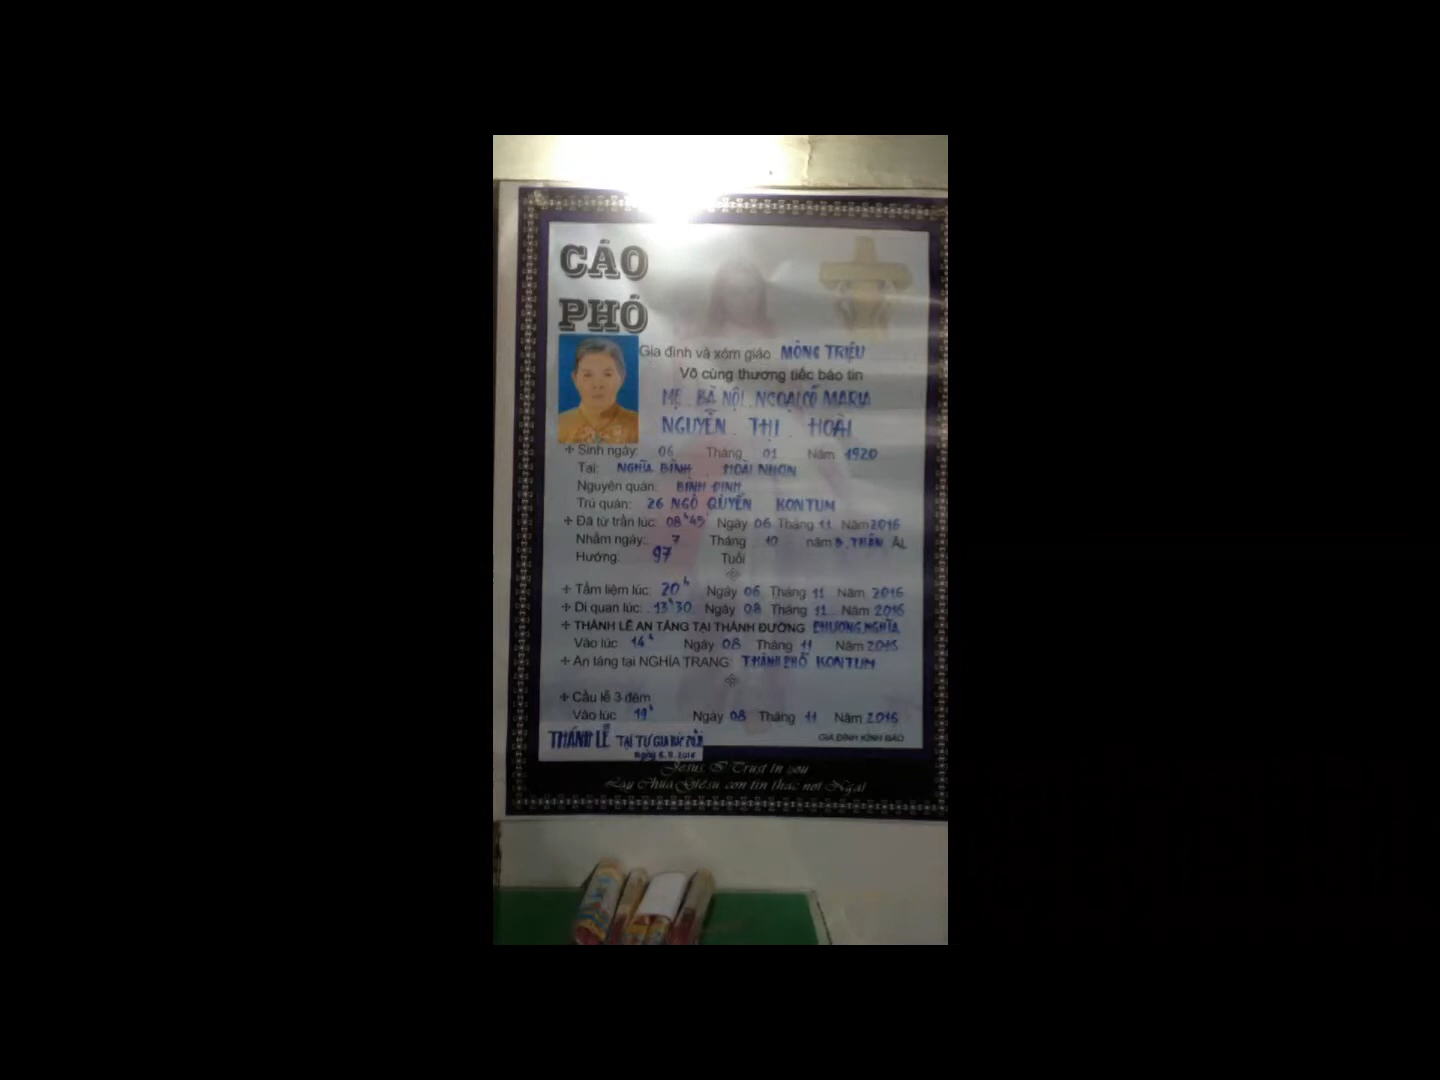 CÁO
PHÓ
Gia đình và xóm giáo MÔNG TRIỆU
Vô cùng thương tiếc báo tin
MẸ . BÀ NỘI . NGOẠI CỐ MARIA
NGUYỄN . THỊ . HOÀI
Sinh ngày: 06 Tháng 01 Năm 1920
Tại: NGHĨA BÌNH HOÀI NHƠN
Nguyên quán: BÌNH ĐỊNH
Trú quán: 26 NGÔ QUYỀN KONTUM
Đã từ trần lúc: 08h45' Ngày 06 Tháng 11 Năm 2016
Nhằm ngày: 7 Tháng 10 năm B. THÂN ÂL
Hưởng: 97 Tuổi
Tẩm liệm lúc: 20h Ngày 06 Tháng 11 Năm 2016
Di quan lúc: 13h30 Ngày 08 Tháng 11 Năm 2016
THÁNH LỄ AN TÁNG TẠI THÁNH ĐƯỜNG PHƯƠNG NGHĨA
Vào lúc 14h Ngày 08 Tháng 11 Năm 2016
An táng tại NGHĨA TRANG: THÀNH PHỐ KONTUM
Cầu lễ 3 đêm
Vào lúc 19h Ngày 08 Tháng 11 Năm 2016
GIA ĐÌNH KÍNH BÁO
THÁNH LỄ TẠI TƯ GIA LÚC
Ngày 6.11.2016
Jesus, I Trust in you
Lạy Chúa Giêsu, con tín thác nơi Ngài